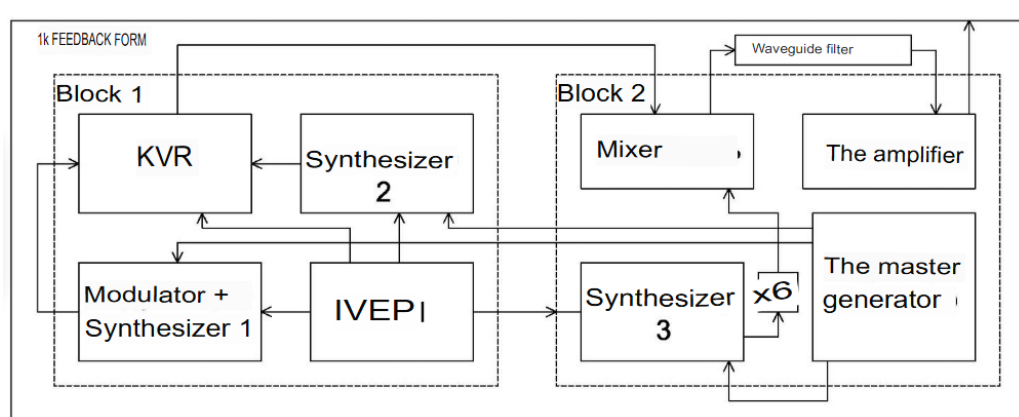 1k FEEDBACK FORM
Waveguide filter
Block 1
Block 2
KVR
Synthesizer
2
Mixer
The amplifier
Modulator +
Synthesizer 1
IVEPI
Synthesizer
3
x6
The master
generator